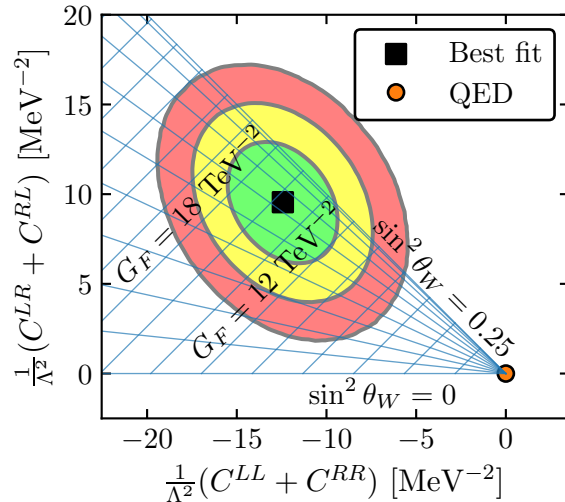 20
15
10
5
0
−20
−15
−10
−5
0
$\frac{1}{\Lambda^2}(C^{LR} + C^{RL})$ [MeV$^{-2}$]
$\frac{1}{\Lambda^2}(C^{LL} + C^{RR})$ [MeV$^{-2}$]
Best fit
QED
$G_F = 18$ TeV$^{-2}$
$G_F = 12$ TeV$^{-2}$
$\sin^2 \theta_W = 0.25$
$\sin^2 \theta_W = 0$